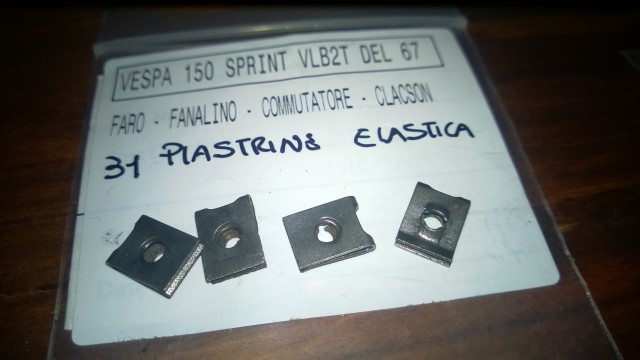 VESPA 150 SPRINT VLB2T DEL 67
FARO - FANALINO - COMMUTATORE - CLACSON
31 PIASTRINE ELASTICA